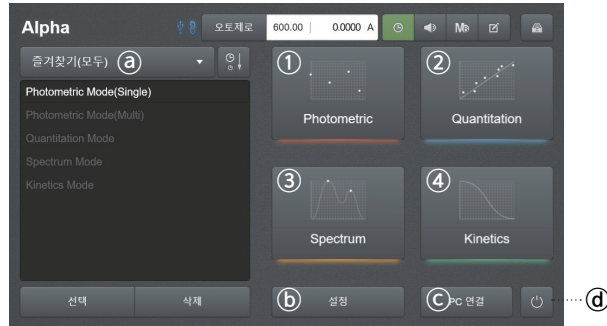 Alpha
오토제로 600.00 0.0000 A
즐겨찾기(모두) ⓐ
Photometric Mode(Single)
Photometric Mode(Multi)
Quantitation Mode
Spectrum Mode
Kinetics Mode
선택 삭제
① Photometric
② Quantitation
③ Spectrum
④ Kinetics
ⓑ 설정
ⓒ PC 연결
ⓓ